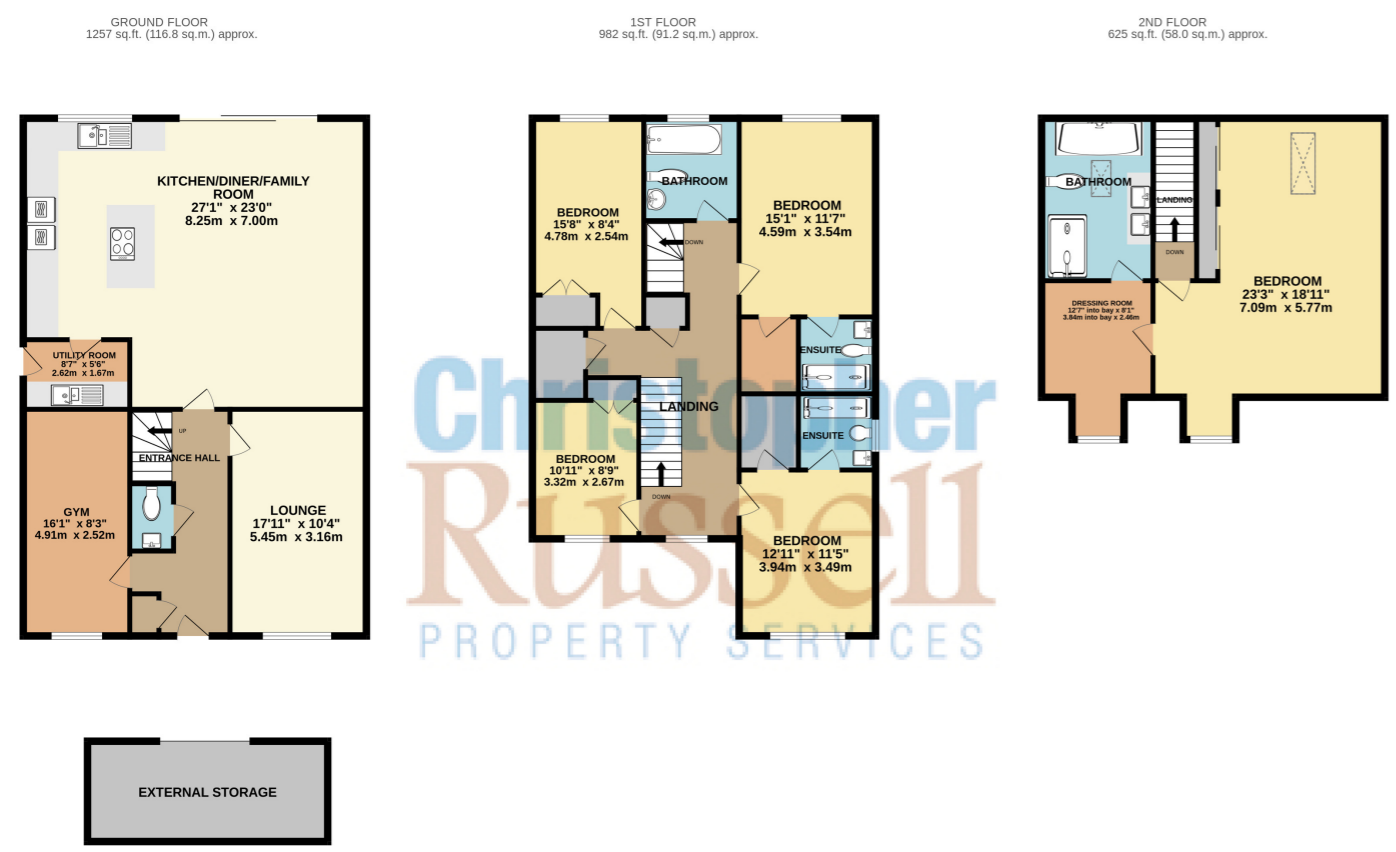 GROUND FLOOR
1257 sq.ft. (116.8 sq.m.) approx.
KITCHEN/DINER/FAMILY
ROOM
27'1" x 23'0"
8.25m x 7.00m
UTILITY ROOM
8'7" x 5'6"
2.62m x 1.67m
UP
ENTRANCE HALL
GYM
16'1" x 8'3"
4.91m x 2.52m
LOUNGE
17'11" x 10'4"
5.45m x 3.16m
EXTERNAL STORAGE
1ST FLOOR
982 sq.ft. (91.2 sq.m.) approx.
BEDROOM
15'8" x 8'4"
4.78m x 2.54m
BATHROOM
BEDROOM
15'1" x 11'7"
4.59m x 3.54m
DOWN
ENSUITE
LANDING
ENSUITE
BEDROOM
10'11" x 8'9"
3.32m x 2.67m
DOWN
BEDROOM
12'11" x 11'5"
3.94m x 3.49m
Christopher
Russell
PROPERTY SERVICES
2ND FLOOR
625 sq.ft. (58.0 sq.m.) approx.
BATHROOM
LANDING
DOWN
BEDROOM
23'3" x 18'11"
7.09m x 5.77m
DRESSING ROOM
12'7" into bay x 8'1"
3.84m into bay x 2.46m